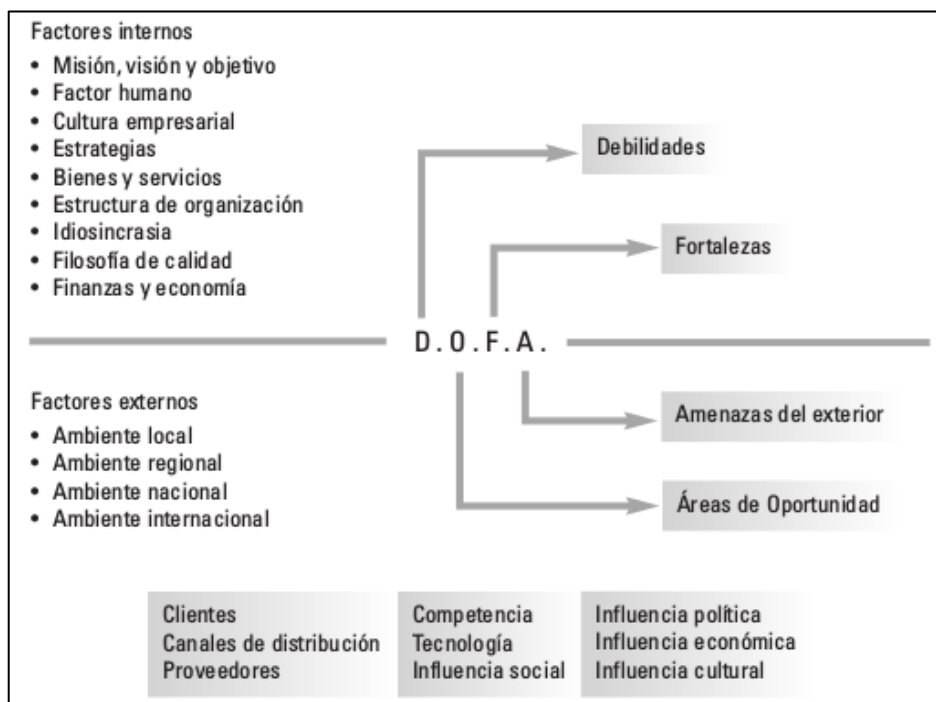 Factores internos
• Misión, visión y objetivo
• Factor humano
• Cultura empresarial
• Estrategias
• Bienes y servicios
• Estructura de organización
• Idiosincrasia
• Filosofía de calidad
• Finanzas y economía
Debilidades
Fortalezas
D.O.F.A.
Factores externos
• Ambiente local
• Ambiente regional
• Ambiente nacional
• Ambiente internacional
Amenazas del exterior
Áreas de Oportunidad
Clientes
Canales de distribución
Proveedores
Competencia
Tecnología
Influencia social
Influencia política
Influencia económica
Influencia cultural